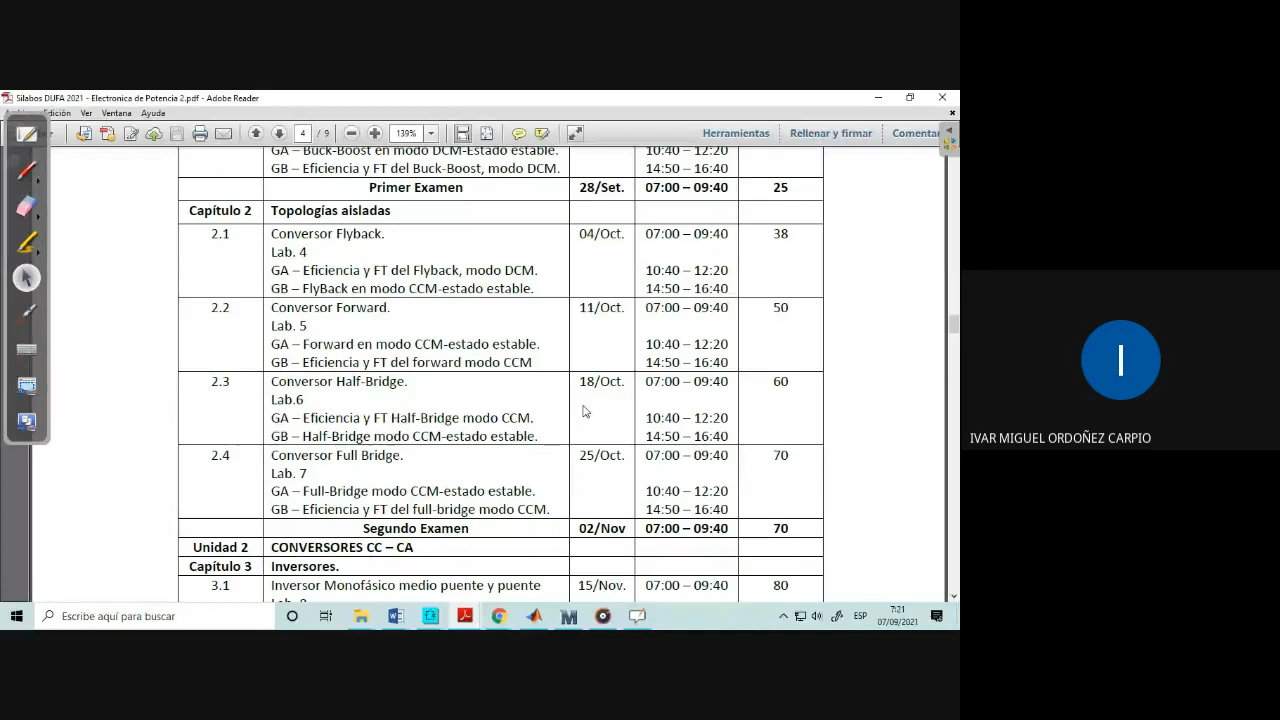 Silabos DUFA 2021 - Electronica de Potencia 2.pdf - Adobe Reader
Edición Ver Ventana Ayuda
4 / 9 139% Herramientas Rellenar y firmar Comentar
GA – Buck-Boost en modo DCM-Estado estable. 10:40 – 12:20
GB – Eficiencia y FT del Buck-Boost, modo DCM. 14:50 – 16:40
Primer Examen 28/Set. 07:00 – 09:40 25
Capítulo 2 Topologías aisladas
2.1 Conversor Flyback. 04/Oct. 07:00 – 09:40 38
Lab. 4
GA – Eficiencia y FT del Flyback, modo DCM. 10:40 – 12:20
GB – FlyBack en modo CCM-estado estable. 14:50 – 16:40
2.2 Conversor Forward. 11/Oct. 07:00 – 09:40 50
Lab. 5
GA – Forward en modo CCM-estado estable. 10:40 – 12:20
GB – Eficiencia y FT del forward modo CCM 14:50 – 16:40
2.3 Conversor Half-Bridge. 18/Oct. 07:00 – 09:40 60
Lab.6
GA – Eficiencia y FT Half-Bridge modo CCM. 10:40 – 12:20
GB – Half-Bridge modo CCM-estado estable. 14:50 – 16:40
2.4 Conversor Full Bridge. 25/Oct. 07:00 – 09:40 70
Lab. 7
GA – Full-Bridge modo CCM-estado estable. 10:40 – 12:20
GB – Eficiencia y FT del full-bridge modo CCM. 14:50 – 16:40
Segundo Examen 02/Nov 07:00 – 09:40 70
Unidad 2 CONVERSORES CC – CA
Capítulo 3 Inversores.
3.1 Inversor Monofásico medio puente y puente 15/Nov. 07:00 – 09:40 80
Escribe aquí para buscar
ESP
7:21
07/09/2021
I
IVAR MIGUEL ORDOÑEZ CARPIO